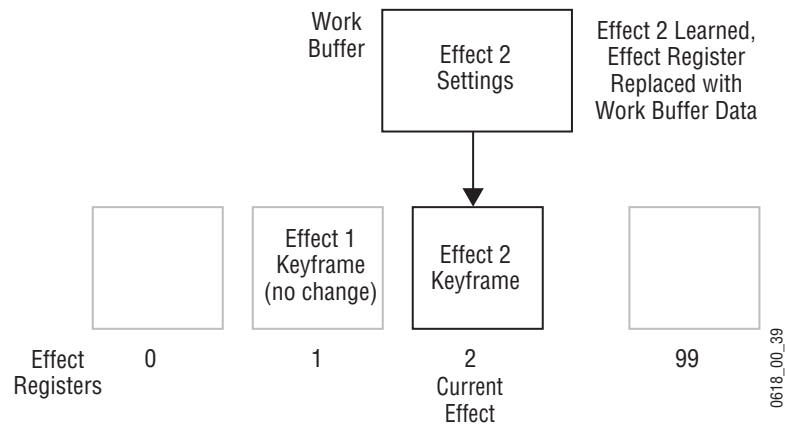 Work
Buffer
Effect 2
Settings
Effect 2 Learned,
Effect Register
Replaced with
Work Buffer Data
Effect 1
Keyframe
(no change)
Effect 2
Keyframe
Effect
Registers
0
1
2
99
Current
Effect
0618_00_39